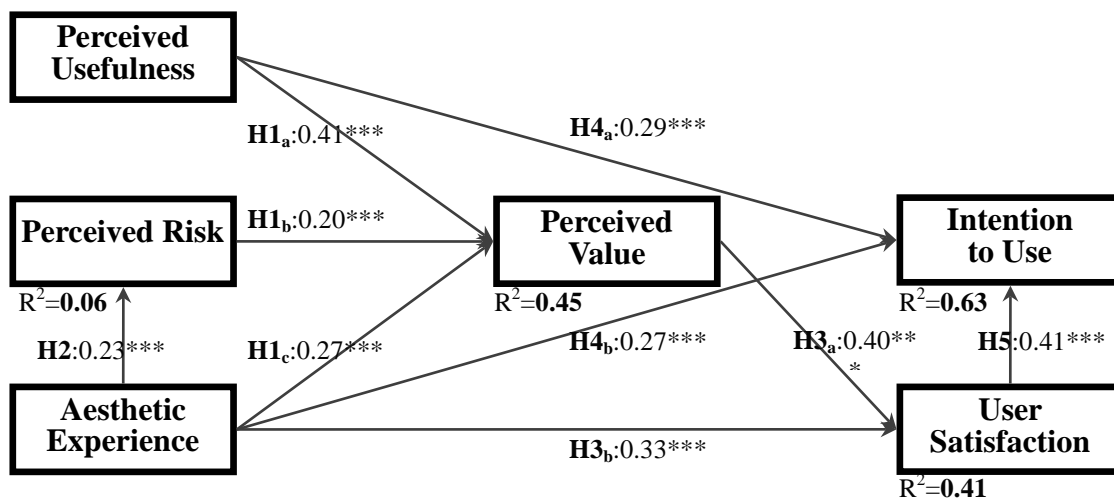 Perceived
Usefulness
H1a:0.41***
H4a:0.29***
Perceived Risk
H1b:0.20***
Perceived
Value
Intention
to Use
R²=0.06
R²=0.45
R²=0.63
H2:0.23***
H1c:0.27***
H4b:0.27***
H3a:0.40**
*
H5:0.41***
Aesthetic
Experience
H3b:0.33***
User
Satisfaction
R²=0.41